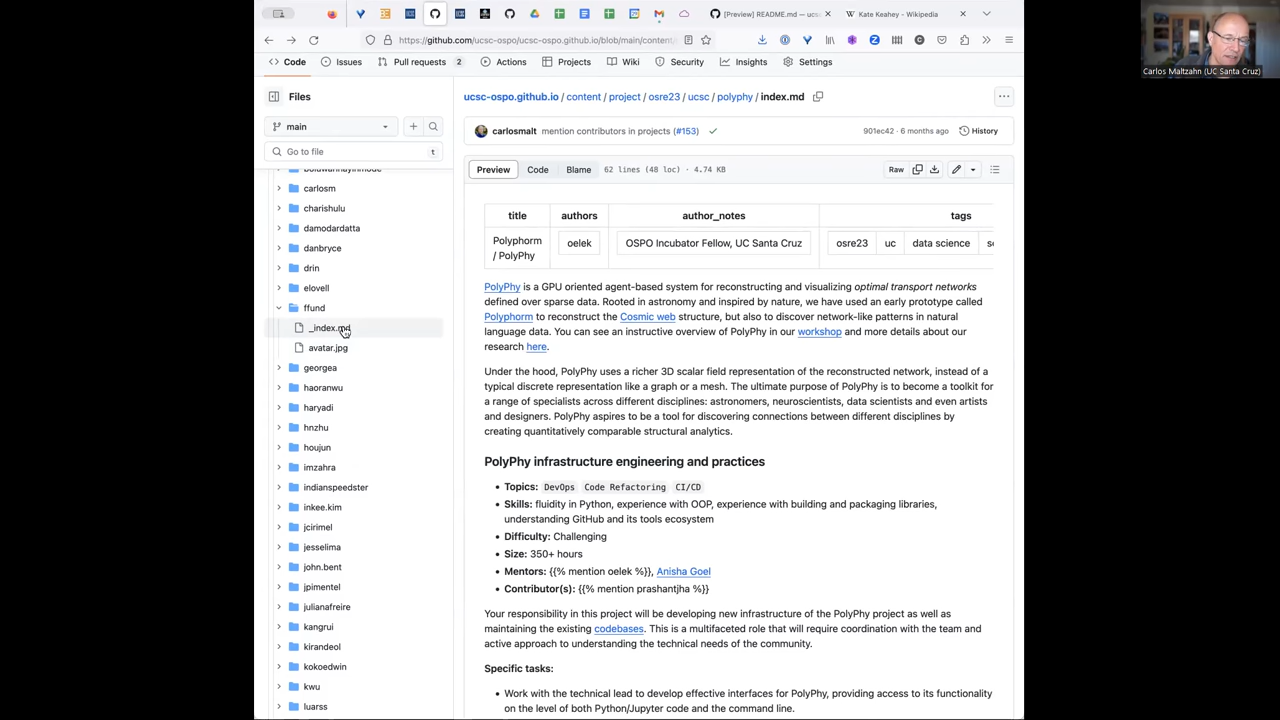 [Preview] README.md — ucs
Kate Keahey - Wikipedia
https://github.com/ucsc-ospo/ucsc-ospo.github.io/blob/main/content/
Code
Issues
Pull requests 2
Actions
Projects
Wiki
Security
Insights
Settings
Files
main
Go to file
t
carlosm
charishulu
damodardatta
danbryce
drin
elovell
ffund
_index.md
avatar.jpg
georgea
haoranwu
haryadi
hnzhu
houjun
imzahra
indianspeedster
inkee.kim
jcirimel
jesselima
john.bent
jpimentel
julianafreire
kangrui
kirandeol
kokoedwin
kwu
luarss
ucsc-ospo.github.io / content / project / osre23 / ucsc / polyphy / index.md
carlosmalt mention contributors in projects (#153)
901ec42 · 6 months ago
History
Preview
Code
Blame
62 lines (48 loc) · 4.74 KB
Raw
title authors author_notes tags
Polyphorm / PolyPhy
oelek
OSPO Incubator Fellow, UC Santa Cruz
osre23 uc data science
PolyPhy is a GPU oriented agent-based system for reconstructing and visualizing optimal transport networks
defined over sparse data. Rooted in astronomy and inspired by nature, we have used an early prototype called
Polyphorm to reconstruct the Cosmic web structure, but also to discover network-like patterns in natural
language data. You can see an instructive overview of PolyPhy in our workshop and more details about our
research here.
Under the hood, PolyPhy uses a richer 3D scalar field representation of the reconstructed network, instead of a
typical discrete representation like a graph or a mesh. The ultimate purpose of PolyPhy is to become a toolkit for
a range of specialists across different disciplines: astronomers, neuroscientists, data scientists and even artists
and designers. PolyPhy aspires to be a tool for discovering connections between different disciplines by
creating quantitatively comparable structural analytics.
PolyPhy infrastructure engineering and practices
• Topics: DevOps Code Refactoring CI/CD
• Skills: fluidity in Python, experience with OOP, experience with building and packaging libraries,
understanding GitHub and its tools ecosystem
• Difficulty: Challenging
• Size: 350+ hours
• Mentors: {{% mention oelek %}}, Anisha Goel
• Contributor(s): {{% mention prashantjha %}}
Your responsibility in this project will be developing new infrastructure of the PolyPhy project as well as
maintaining the existing codebases. This is a multifaceted role that will require coordination with the team and
active approach to understanding the technical needs of the community.
Specific tasks:
• Work with the technical lead to develop effective interfaces for PolyPhy, providing access to its functionality
on the level of both Python/Jupyter code and the command line.
Carlos Maltzahn (UC Santa Cruz)